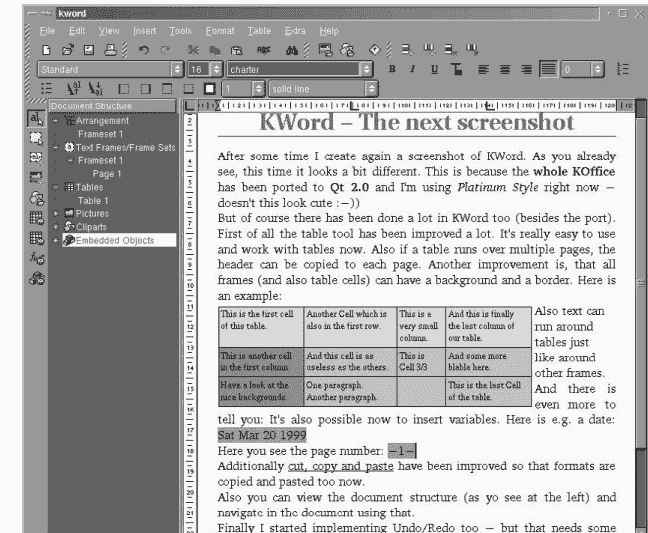 kword
File Edit View Insert Tools Format Table Extra Help
Standard 16 charter B I U 0
1 solid line
Document Structure
Arrangement
Frameset 1
Text Frames/Frame Sets
Frameset 1
Page 1
Tables
Table 1
Pictures
Cliparts
Embedded Objects
KWord – The next screenshot
After some time I create again a screenshot of KWord. As you already
see, this time it looks a bit different. This is because the whole KOffice
has been ported to Qt 2.0 and I'm using Platinum Style right now –
doesn't this look cute :–))
But of course there has been done a lot in KWord too (besides the port).
First of all the table tool has been improved a lot. It's really easy to use
and work with tables now. Also if a table runs over multiple pages, the
header can be copied to each page. Another improvement is, that all
frames (and also table cells) can have a background and a border. Here is
an example:
This is the first cell
of this table.
Another Cell which is
also in the first row.
This is a
very small
column.
And this is finally
the last column of
our table.
This is another cell
in the first column.
And this cell is as
useless as the others.
This is
Cell 3/3
And some more
blabla here.
Have a look at the
nice backgrounds.
One paragraph.
Another paragraph.
This is the last Cell
of the table.
Also text can
run around
tables just
like around
other frames.
And there is
even more to
tell you: It's also possible now to insert variables. Here is e.g. a date:
Sat Mar 20 1999
Here you see the page number: –1–
Additionally cut, copy and paste have been improved so that formats are
copied and pasted too now.
Also you can view the document structure (as yo see at the left) and
navigate in the document using that.
Finally I started implementing Undo/Redo too – but that needs some